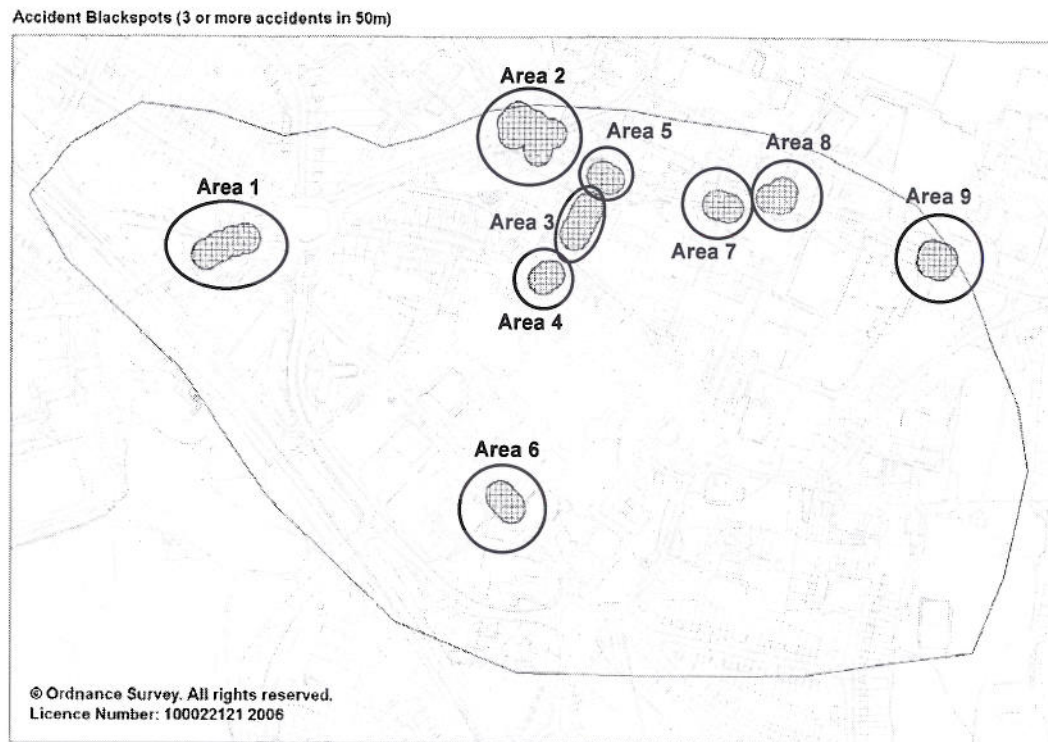 Accident Blackspots (3 or more accidents in 50m)
Area 2
Area 5
Area 8
Area 1
Area 9
Area 3
Area 7
Area 4
Area 6
© Ordnance Survey. All rights reserved.
Licence Number: 100022121 2006